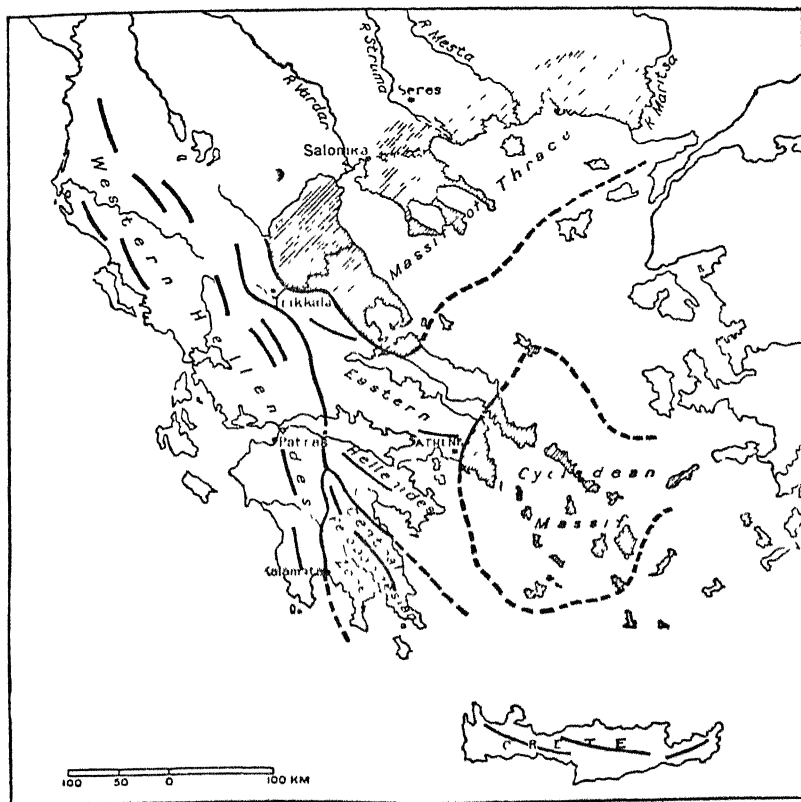 R Mesta
R Struma
R Vardar
Seres
R Maritsa
Salonika
Massif of Thrace
Western Hellenides
Trikkala
Eastern
Hellenides
ATHENS
Patras
Cycladean
Massif
Central
Kalamata
CRETE
100 50 0 100 KM